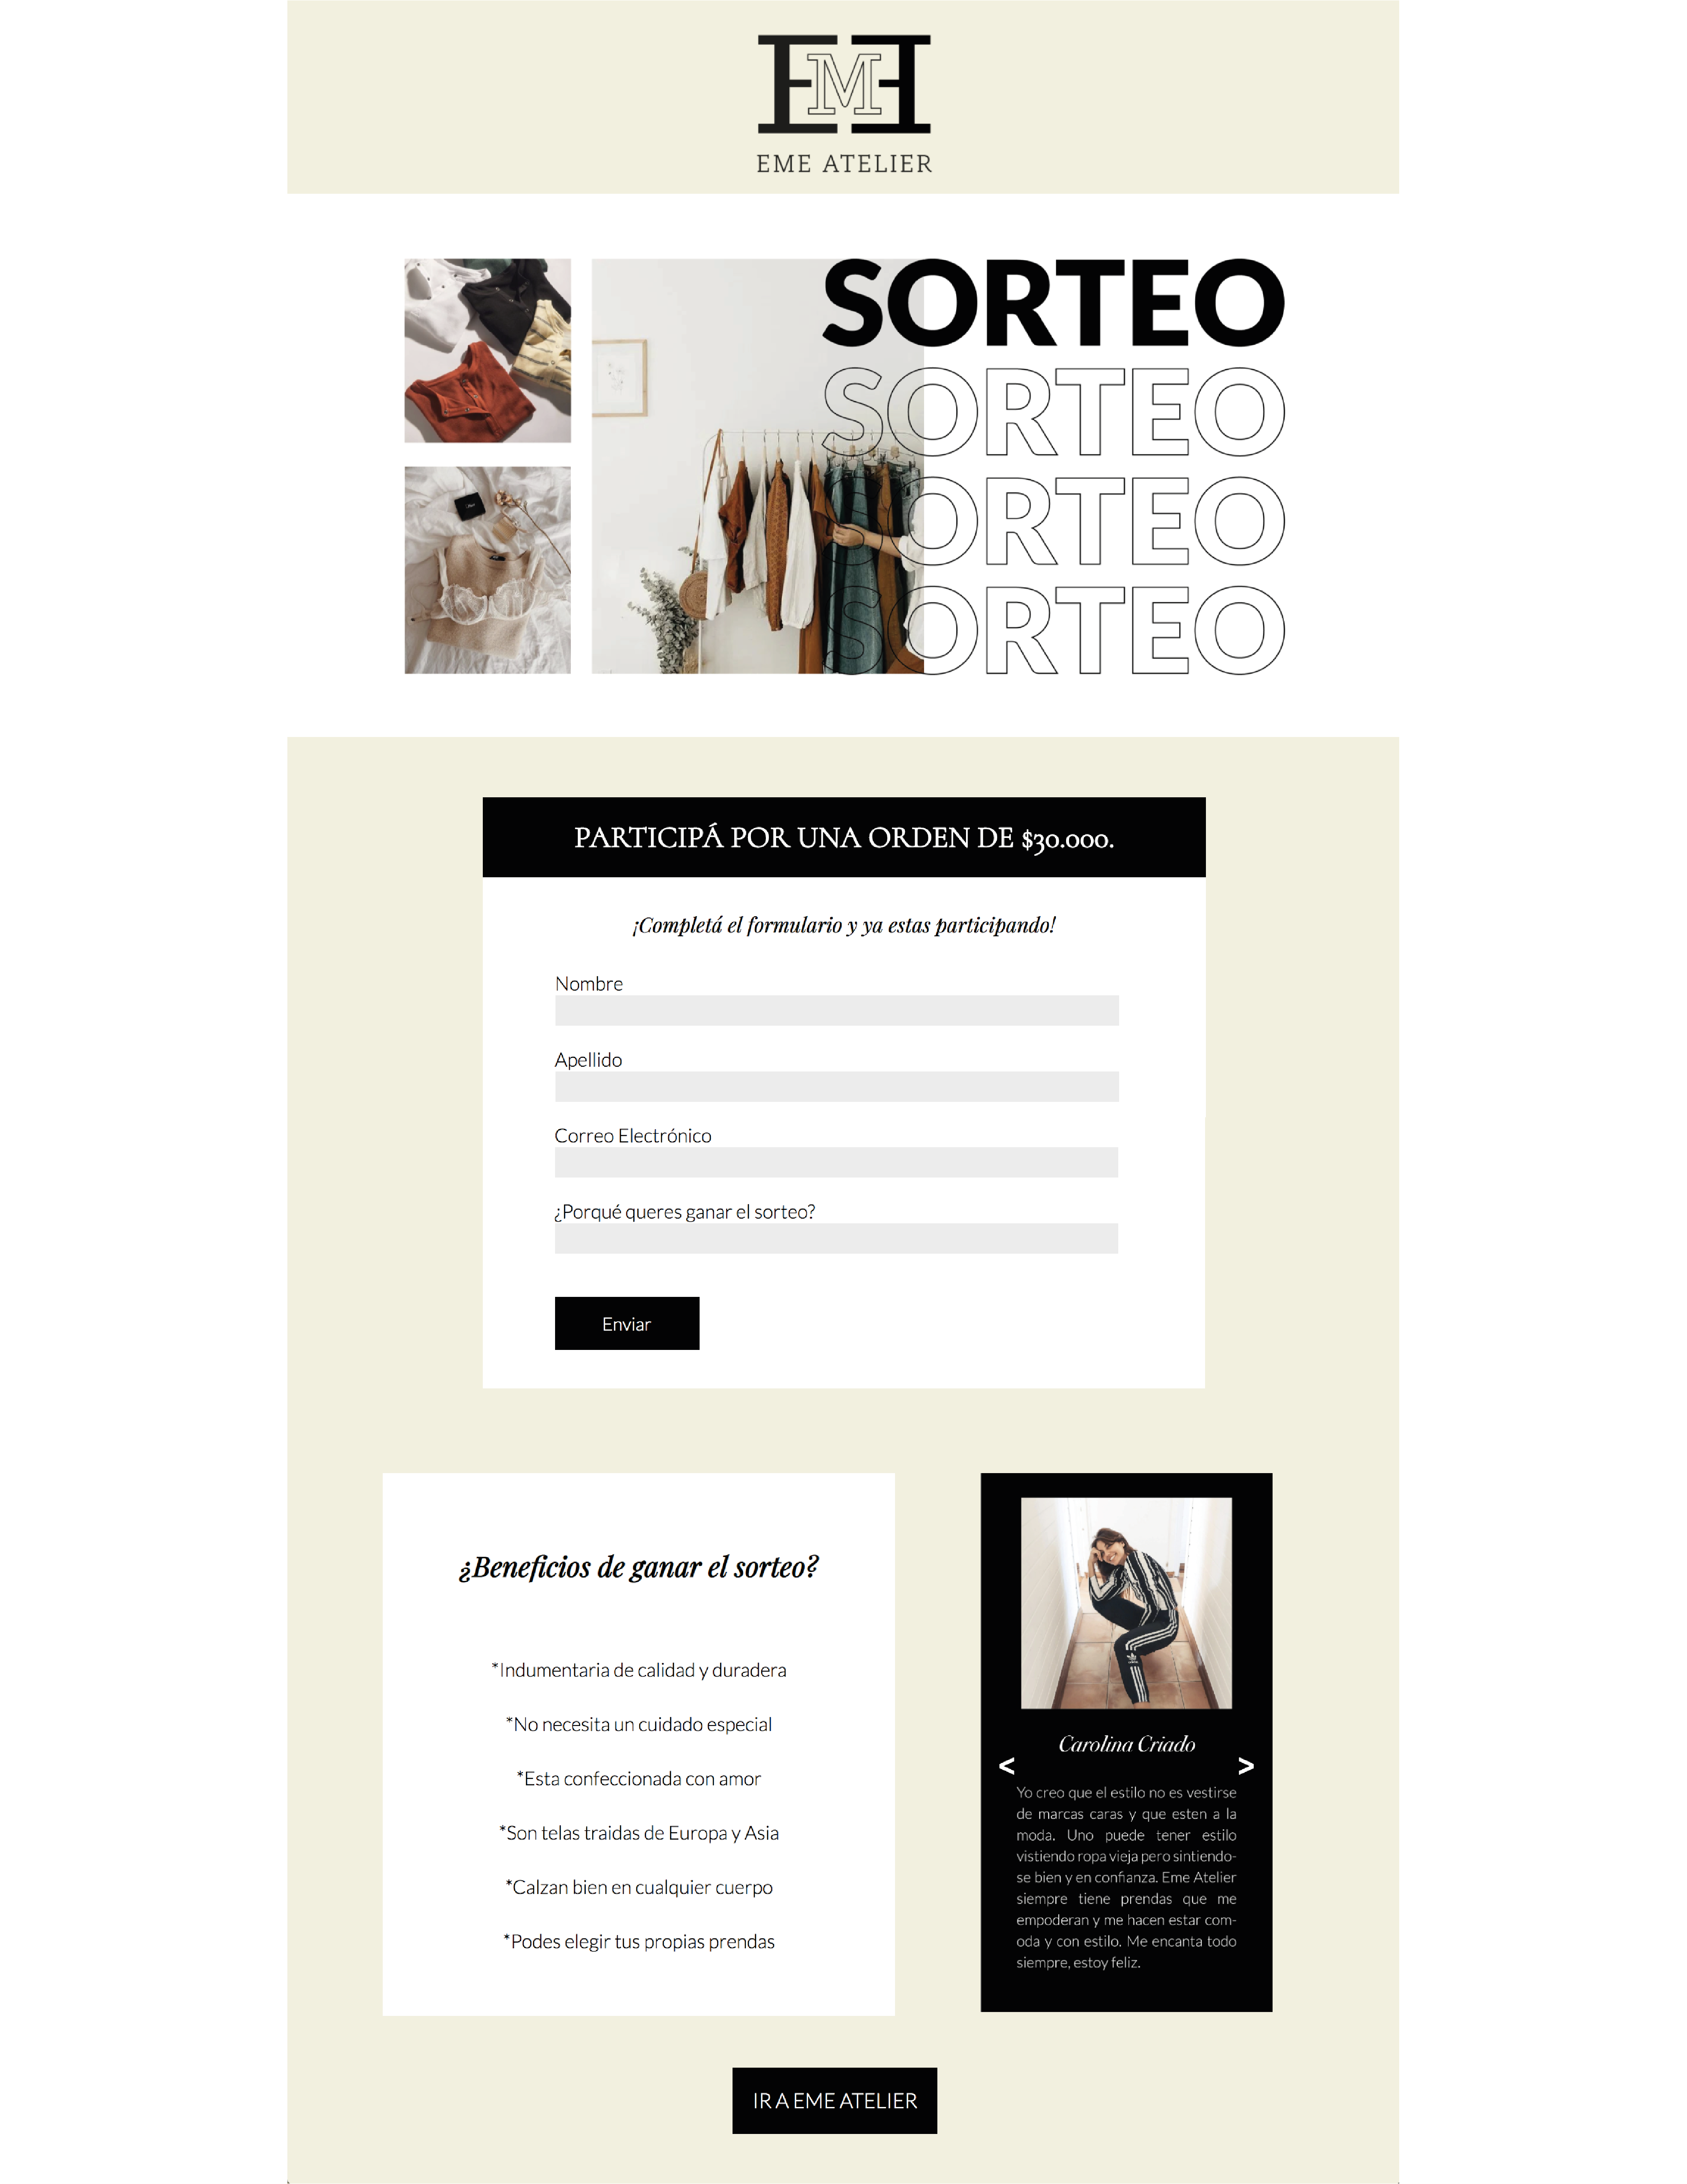 EME
EME ATELIER
SORTEO
SORTEO
SORTEO
SORTEO
PARTICIPÁ POR UNA ORDEN DE $30.000.
¡Completá el formulario y ya estas participando!
Nombre
Apellido
Correo Electrónico
¿Porqué queres ganar el sorteo?
Enviar
¿Beneficios de ganar el sorteo?
*Indumentaria de calidad y duradera
*No necesita un cuidado especial
*Esta confeccionada con amor
*Son telas traidas de Europa y Asia
*Calzan bien en cualquier cuerpo
*Podes elegir tus propias prendas
Carolina Criado
< >
Yo creo que el estilo no es vestirse
de marcas caras y que esten a la
moda. Uno puede tener estilo
vistiendo ropa vieja pero sintiendo-
se bien y en confianza. Eme Atelier
siempre tiene prendas que me
empoderan y me hacen estar com-
oda y con estilo. Me encanta todo
siempre, estoy feliz.
IR A EME ATELIER